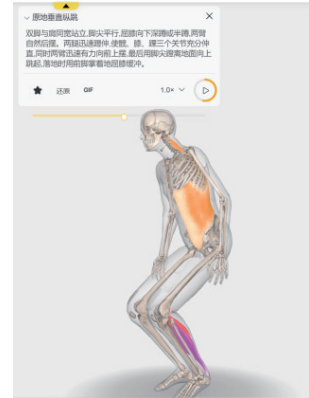 原地垂直纵跳
双脚与肩同宽站立,脚尖平行,屈膝向下深蹲或半蹲,两臂
自然后摆。两腿迅速蹬伸,使髋、膝、踝三个关节充分伸
直,同时两臂迅速有力向前上摆,最后用脚尖蹬离地面向上
跳起,落地时用前脚掌着地屈膝缓冲。
还原 GIF 1.0×